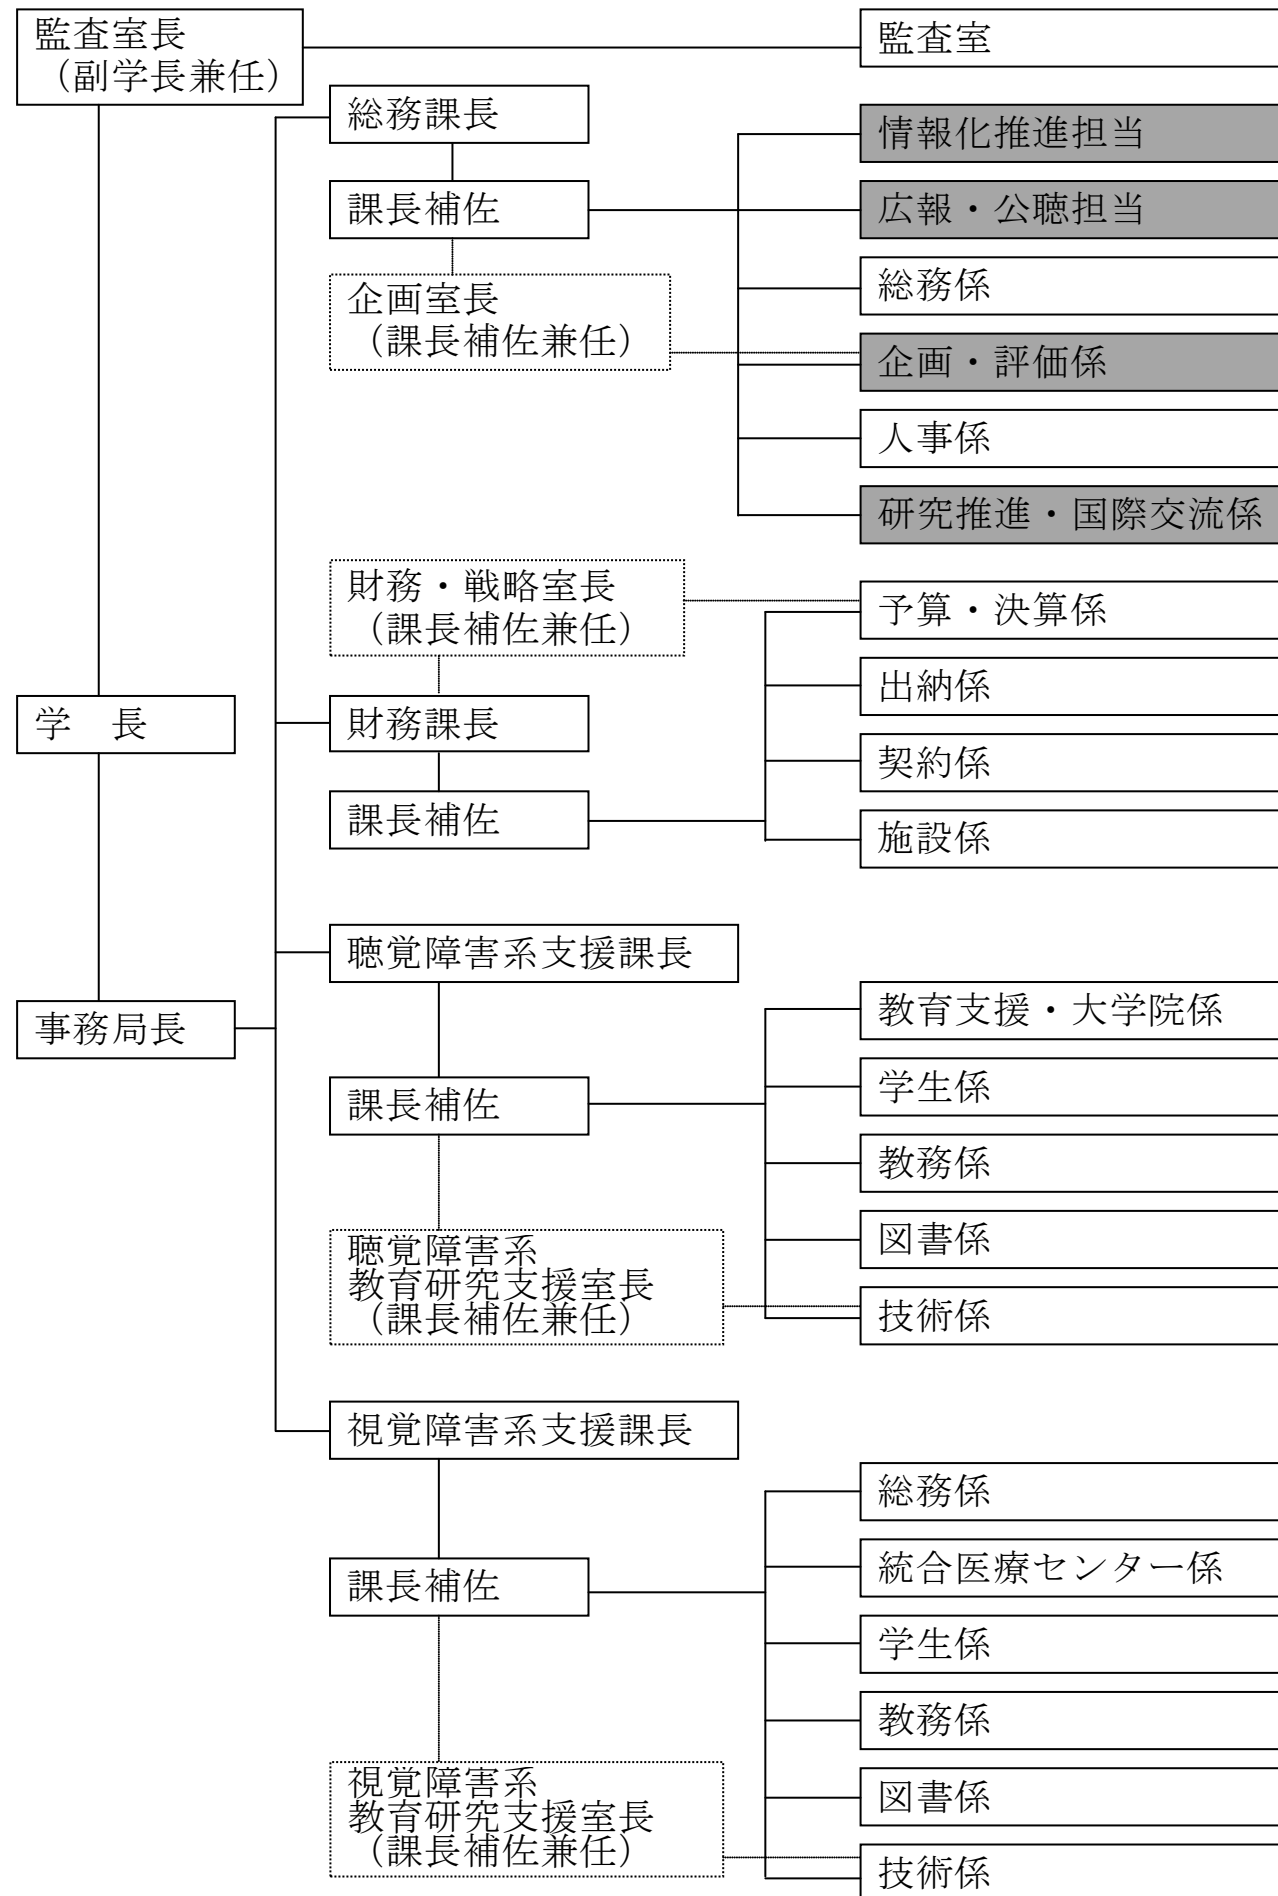 監査室長
（副学長兼任）
監査室
総務課長
情報化推進担当
課長補佐
広報・公聴担当
企画室長
（課長補佐兼任）
総務係
企画・評価係
人事係
研究推進・国際交流係
財務・戦略室長
（課長補佐兼任）
予算・決算係
出納係
学　長
財務課長
契約係
課長補佐
施設係
聴覚障害系支援課長
事務局長
教育支援・大学院係
学生係
課長補佐
教務係
図書係
聴覚障害系
教育研究支援室長
（課長補佐兼任）
技術係
視覚障害系支援課長
総務係
統合医療センター係
課長補佐
学生係
教務係
視覚障害系
教育研究支援室長
（課長補佐兼任）
図書係
技術係